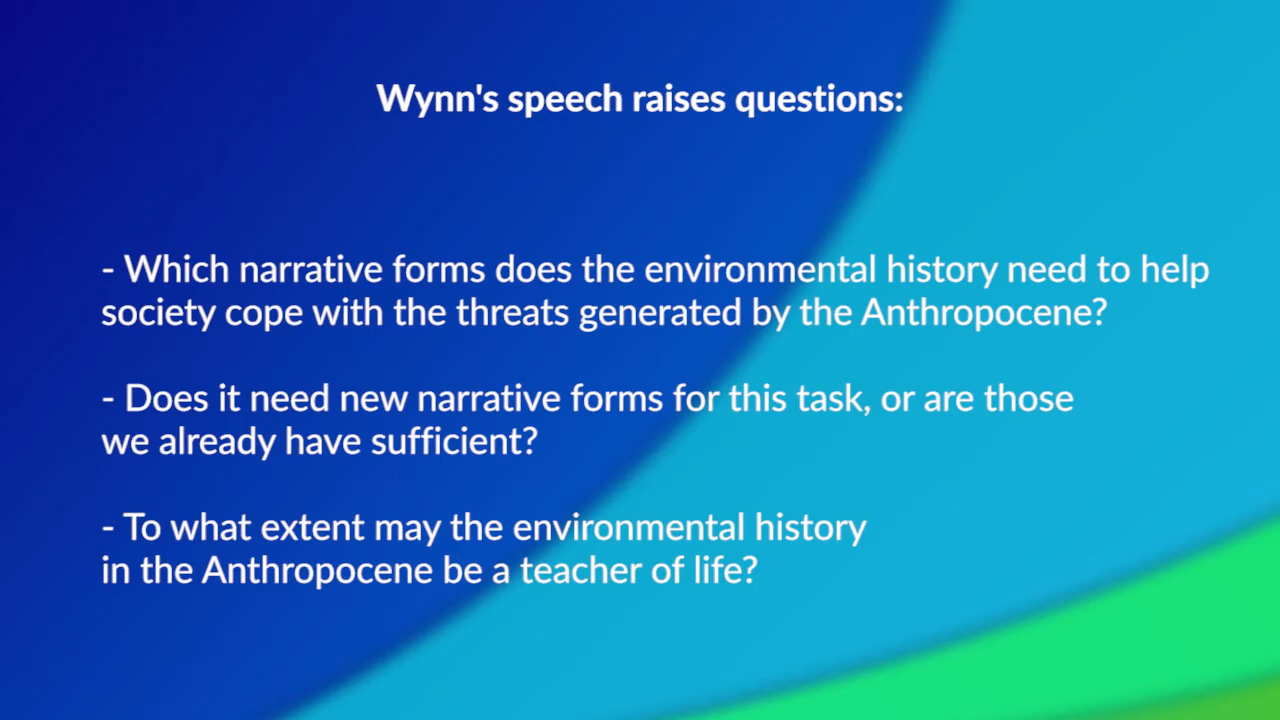 Wynn's speech raises questions:
- Which narrative forms does the environmental history need to help
society cope with the threats generated by the Anthropocene?
- Does it need new narrative forms for this task, or are those
we already have sufficient?
- To what extent may the environmental history
in the Anthropocene be a teacher of life?